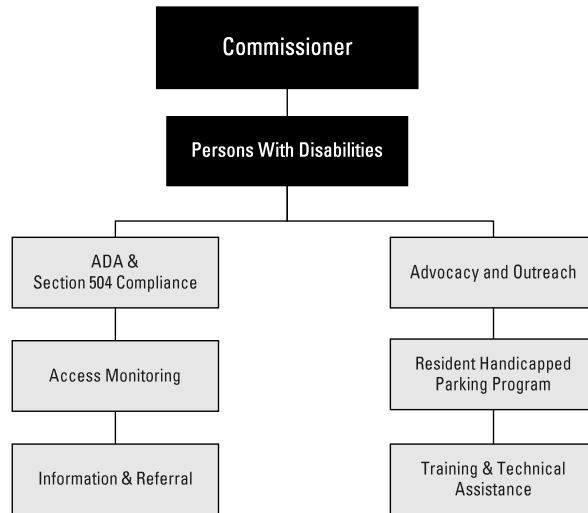 Commissioner
Persons With Disabilities
ADA &
Section 504 Compliance
Access Monitoring
Information & Referral
Advocacy and Outreach
Resident Handicapped
Parking Program
Training & Technical
Assistance